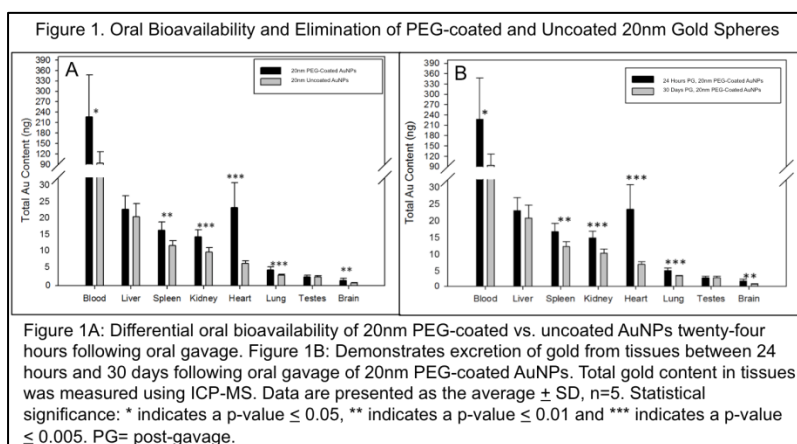 Figure 1. Oral Bioavailability and Elimination of PEG-coated and Uncoated 20nm Gold Spheres
A
20nm PEG-Coated AuNPs
20nm Uncoated AuNPs
Total Au Content (ng)
390
360
330
300
270
240
210
180
150
120
90
30
25
20
15
10
5
0
*
**
***
***
***
**
Blood Liver Spleen Kidney Heart Lung Testes Brain
B
24 Hours PG, 20nm PEG-Coated AuNPs
30 Days PG, 20nm PEG-Coated AuNPs
Total Au Content (ng)
390
360
330
300
270
240
210
180
150
120
90
30
25
20
15
10
5
0
*
**
***
***
***
**
Blood Liver Spleen Kidney Heart Lung Testes Brain
Figure 1A: Differential oral bioavailability of 20nm PEG-coated vs. uncoated AuNPs twenty-four
hours following oral gavage. Figure 1B: Demonstrates excretion of gold from tissues between 24
hours and 30 days following oral gavage of 20nm PEG-coated AuNPs. Total gold content in tissues
was measured using ICP-MS. Data are presented as the average ± SD, n=5. Statistical
significance: * indicates a p-value ≤ 0.05, ** indicates a p-value ≤ 0.01 and *** indicates a p-value
≤ 0.005. PG= post-gavage.